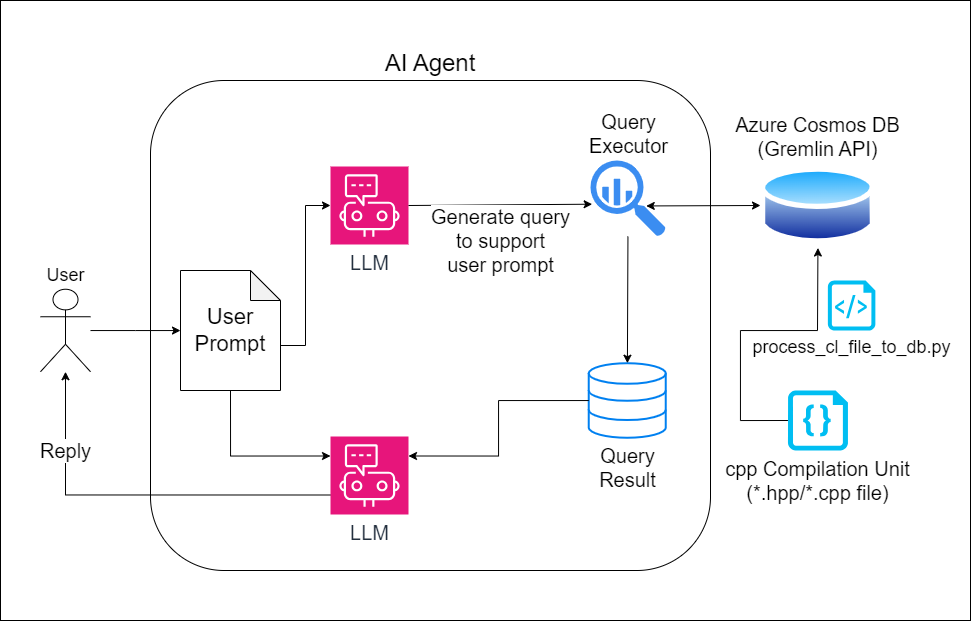 AI Agent
Query
Executor
Azure Cosmos DB
(Gremlin API)
Generate query
to support
user prompt
LLM
User
User
Prompt
</>
process_cl_file_to_db.py
{}
Reply
Query
Result
cpp Compilation Unit
(*.hpp/*.cpp file)
LLM